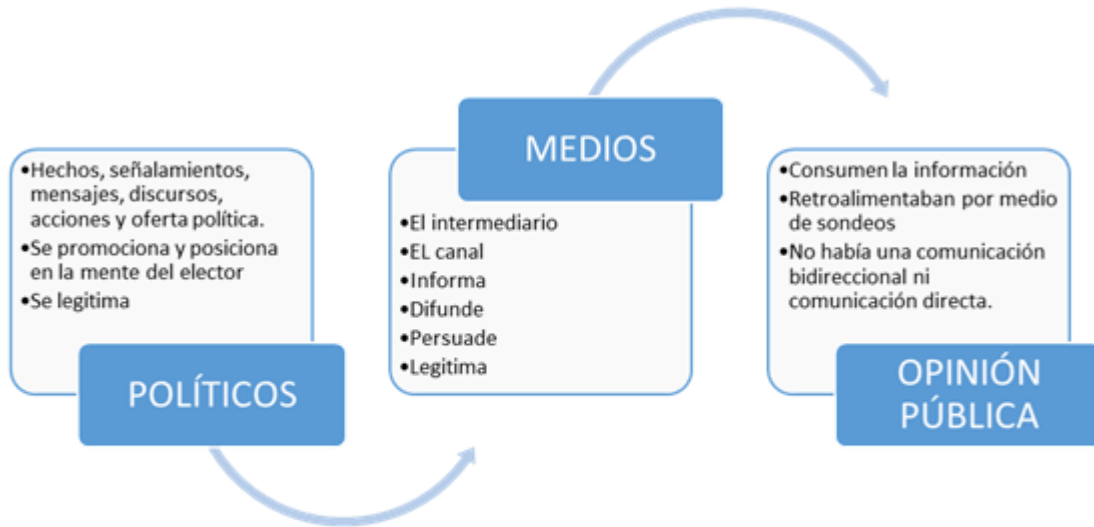 •Hechos, señalamientos,
mensajes, discursos,
acciones y oferta política.
•Se promociona y posiciona
en la mente del elector
•Se legitima
POLÍTICOS
MEDIOS
•El intermediario
•EL canal
•Informa
•Difunde
•Persuade
•Legitima
•Consumen la información
•Retroalimentaban por medio
de sondeos
•No había una comunicación
bidireccional ni
comunicación directa.
OPINIÓN
PÚBLICA